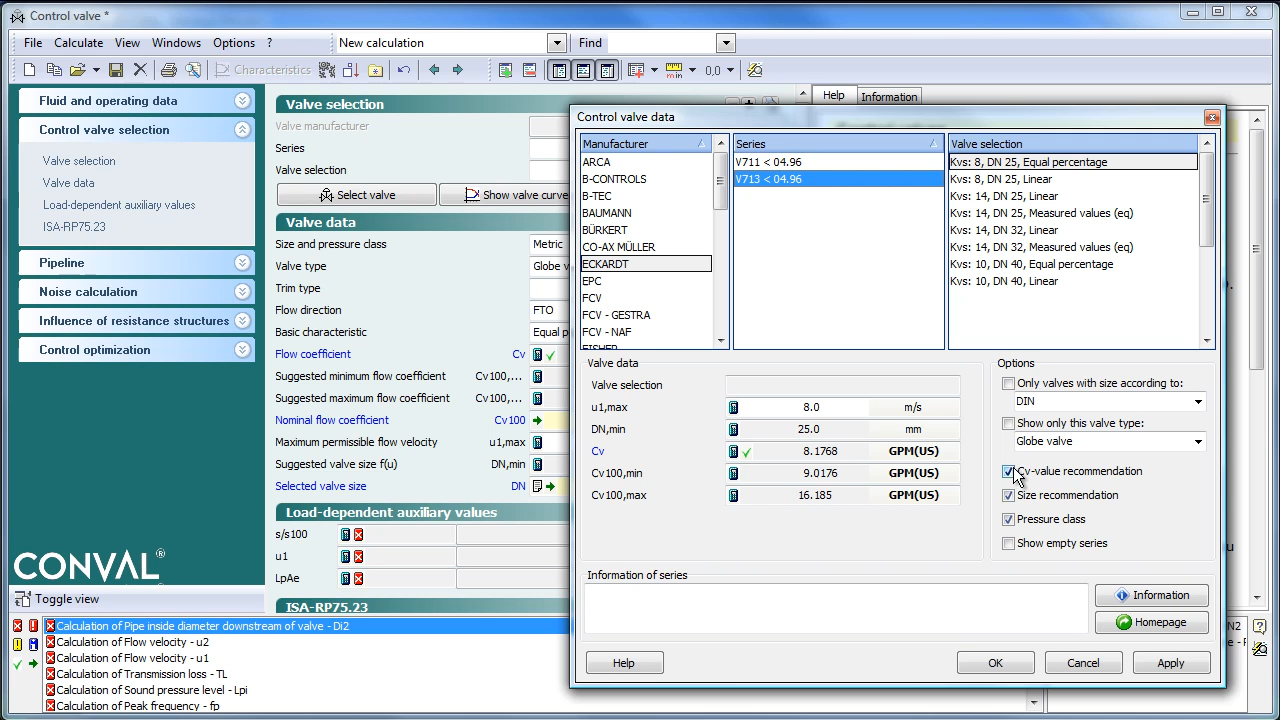 Control valve *
File Calculate View Windows Options ? New calculation Find
Characteristics 0,0
Fluid and operating data
Control valve selection
Valve selection
Valve data
Load-dependent auxiliary values
ISA-RP75.23
Pipeline
Noise calculation
Influence of resistance structures
Control optimization
CONVAL®
Toggle view
Valve selection
Valve manufacturer
Series
Valve selection
Select valve Show valve curve
Valve data
Size and pressure class Metric
Valve type Globe v
Trim type
Flow direction FTO
Basic characteristic Equal p
Flow coefficient Cv
Suggested minimum flow coefficient Cv100,...
Suggested maximum flow coefficient Cv100,...
Nominal flow coefficient Cv100
Maximum permissible flow velocity u1,max
Suggested valve size f(u) DN,min
Selected valve size DN
Load-dependent auxiliary values
s/s100
u1
LpAe
ISA-RP75.23
Help Information
Control valve data
Manufacturer
ARCA
B-CONTROLS
B-TEC
BAUMANN
BÜRKERT
CO-AX MÜLLER
ECKARDT
EPC
FCV
FCV - GESTRA
FCV - NAF
FISHER
Series
V711 < 04.96
V713 < 04.96
Valve selection
Kvs: 8, DN 25, Equal percentage
Kvs: 8, DN 25, Linear
Kvs: 14, DN 25, Linear
Kvs: 14, DN 25, Measured values (eq)
Kvs: 14, DN 32, Linear
Kvs: 14, DN 32, Measured values (eq)
Kvs: 10, DN 40, Equal percentage
Kvs: 10, DN 40, Linear
Valve data
Valve selection
u1,max 8.0 m/s
DN,min 25.0 mm
Cv 8.1768 GPM(US)
Cv100,min 9.0176 GPM(US)
Cv100,max 16.185 GPM(US)
Options
Only valves with size according to:
DIN
Show only this valve type:
Globe valve
Cv-value recommendation
Size recommendation
Pressure class
Show empty series
Information of series
Information
Homepage
Help OK Cancel Apply
Calculation of Pipe inside diameter downstream of valve - Di2
Calculation of Flow velocity - u2
Calculation of Flow velocity - u1
Calculation of Transmission loss - TL
Calculation of Sound pressure level - Lpi
Calculation of Peak frequency - fp